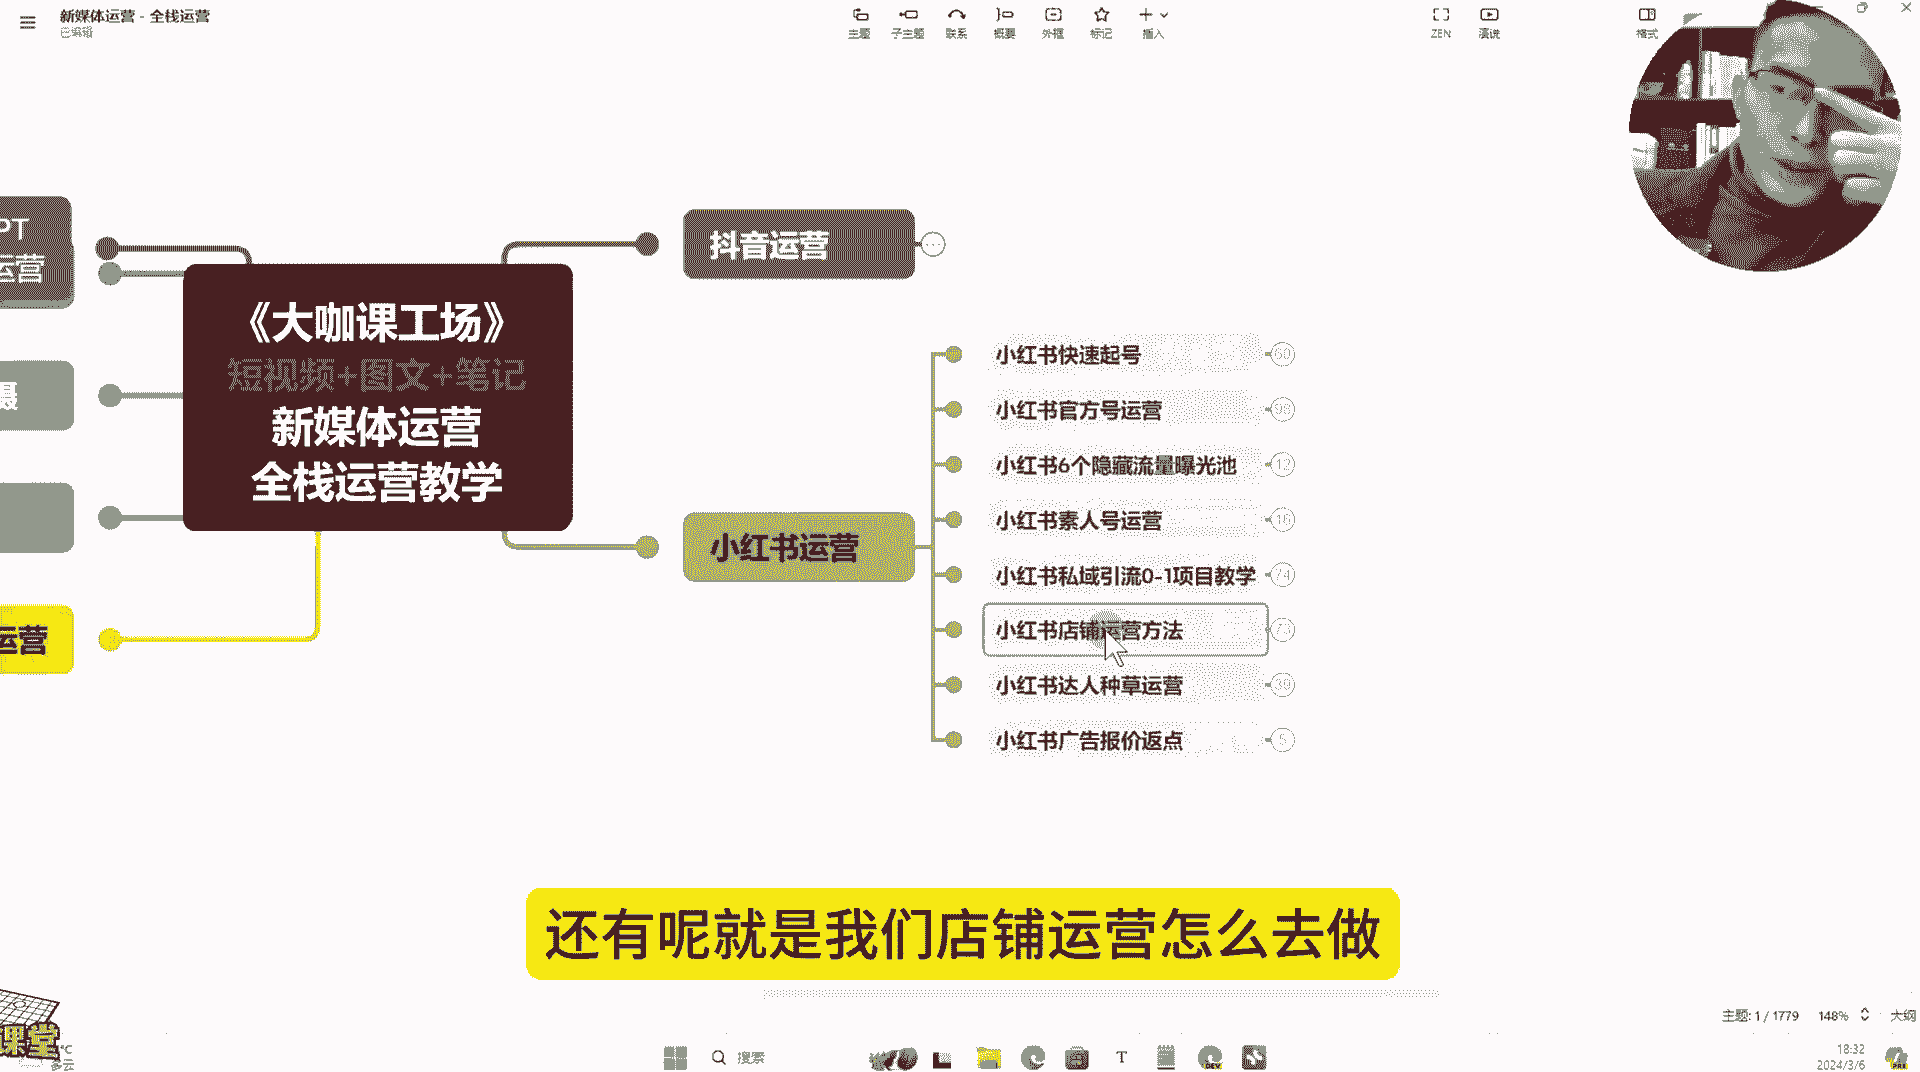 新媒体运营 - 全栈运营
已编辑
主题
子主题
联系
概要
外框
标记
插入
ZEN
演说
格式
PT
运营
摄
运营
《大咖课工场》
短视频+图文+笔记
新媒体运营
全栈运营教学
抖音运营
小红书运营
小红书快速起号
60
小红书官方号运营
98
小红书6个隐藏流量曝光池
12
小红书素人号运营
16
小红书私域引流0-1项目教学
74
小红书店铺运营方法
73
小红书达人种草运营
39
小红书广告报价返点
5
还有呢就是我们店铺运营怎么去做
主题: 1 / 1779
148%
大纲
课堂
°C
多云
搜索
T
DEV
18:32
2024/3/6
PRE